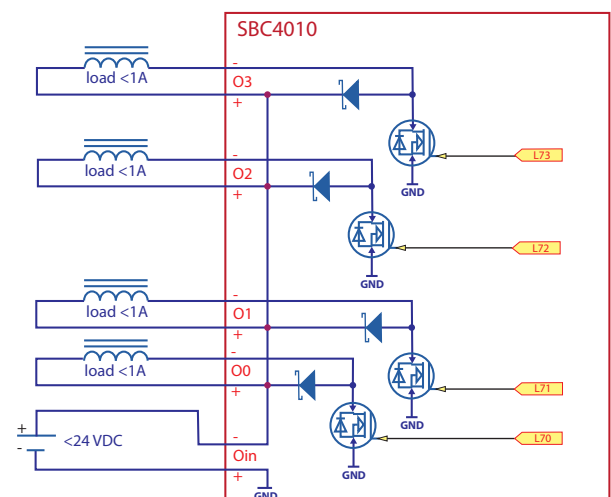 SBC4010
-
load <1A
O3
+
L73
GND
-
load <1A
O2
+
L72
GND
-
load <1A
O1
+
-
load <1A
O0
+
L71
GND
+
<24 VDC
-
-
Oin
+
L70
GND
GND